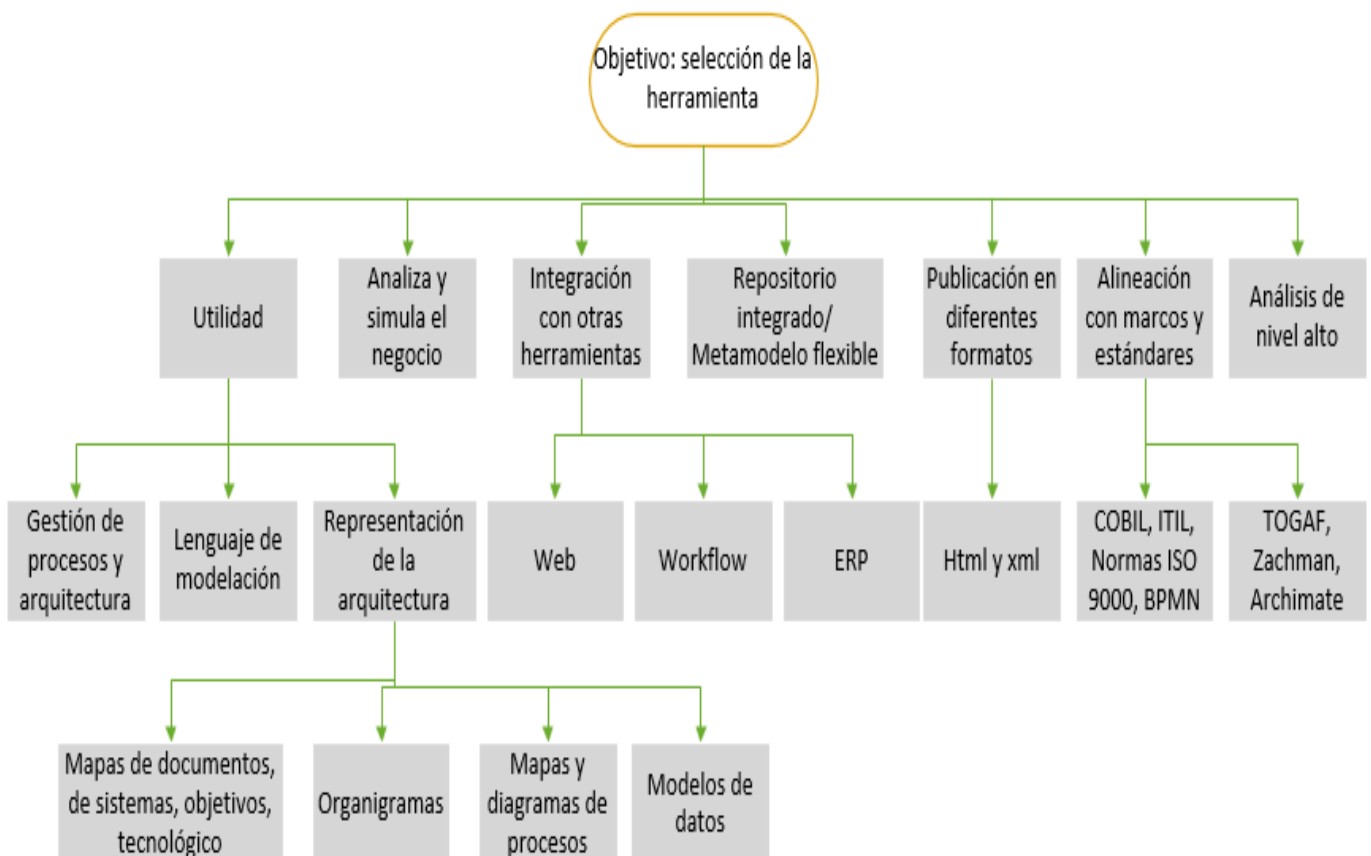 Objetivo: selección de la
herramienta
Utilidad
Analiza y
simula el
negocio
Integración
con otras
herramientas
Repositorio
integrado/
Metamodelo flexible
Publicación en
diferentes
formatos
Alineación
con marcos y
estándares
Análisis de
nivel alto
Gestión de
procesos y
arquitectura
Lenguaje de
modelación
Representación
de la
arquitectura
Web
Workflow
ERP
Html y xml
COBIL, ITIL,
Normas ISO
9000, BPMN
TOGAF,
Zachman,
Archimate
Mapas de documentos,
de sistemas, objetivos,
tecnológico
Organigramas
Mapas y
diagramas de
procesos
Modelos de
datos